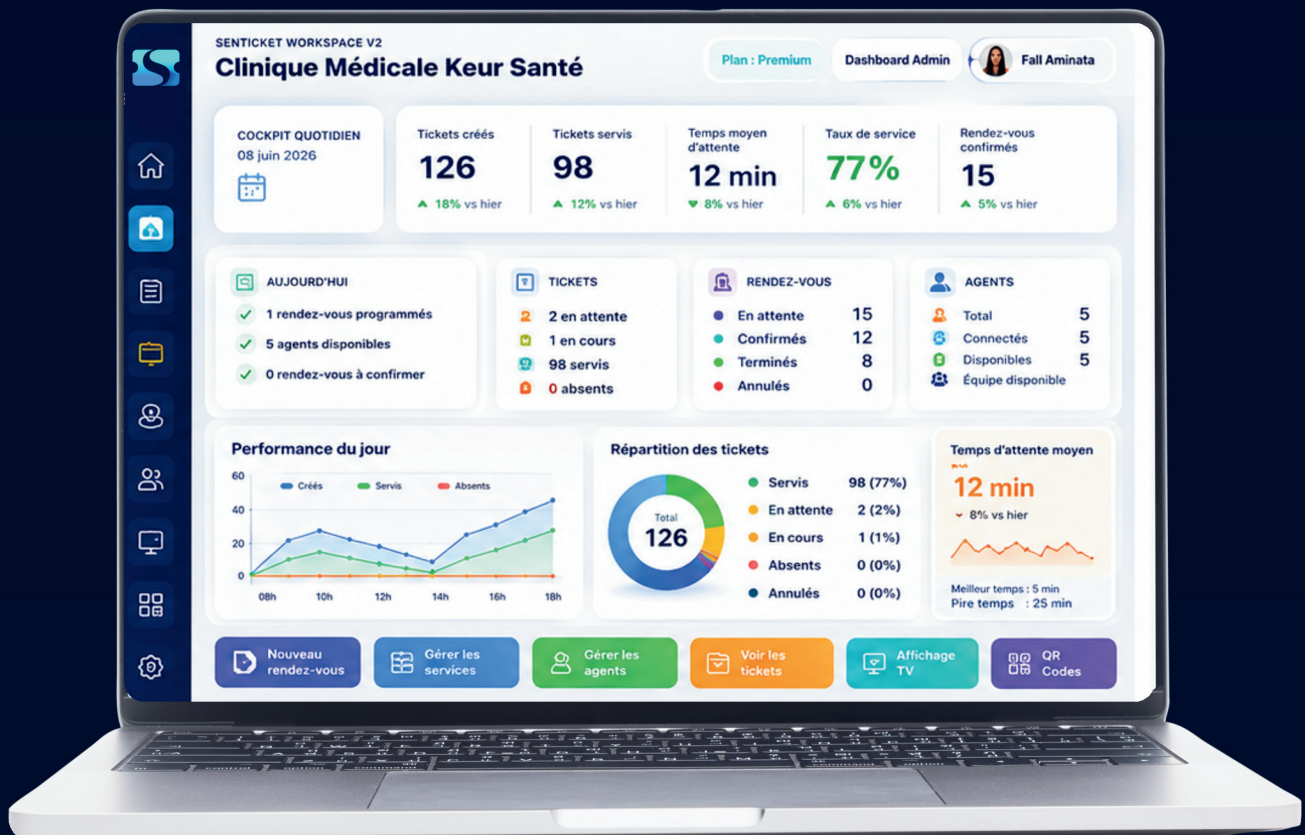 SENTICKET WORKSPACE V2
Clinique Médicale Keur Santé
Plan : Premium
Dashboard Admin
Fall Aminata
COCKPIT QUOTIDIEN
08 juin 2026
Tickets créés
126
18% vs hier
Tickets servis
98
12% vs hier
Temps moyen
d'attente
12 min
8% vs hier
Taux de service
77%
6% vs hier
Rendez-vous
confirmés
15
5% vs hier
AUJOURD'HUI
1 rendez-vous programmés
5 agents disponibles
0 rendez-vous à confirmer
TICKETS
2 en attente
1 en cours
98 servis
0 absents
RENDEZ-VOUS
En attente 15
Confirmés 12
Terminés 8
Annulés 0
AGENTS
Total 5
Connectés 5
Disponibles 5
Équipe disponible
Performance du jour
Créés Servis Absents
60
40
20
0
08h 10h 12h 14h 16h 18h
Répartition des tickets
Total
126
Servis 98 (77%)
En attente 2 (2%)
En cours 1 (1%)
Absents 0 (0%)
Annulés 0 (0%)
Temps d'attente moyen
12 min
8% vs hier
Meilleur temps : 5 min
Pire temps : 25 min
Nouveau
rendez-vous
Gérer les
services
Gérer les
agents
Voir les
tickets
Affichage
TV
QR
Codes